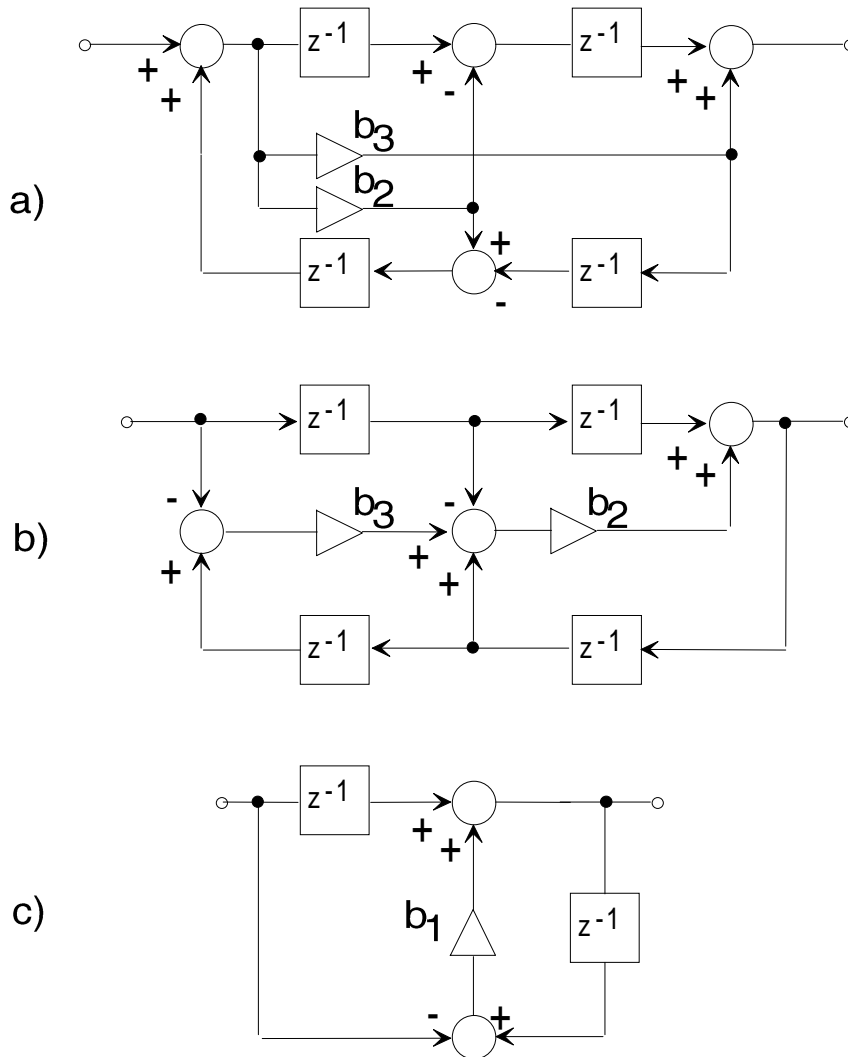 z⁻¹ z⁻¹
+ + + - + +
b₃
b₂
a)
z⁻¹ + z⁻¹
-
z⁻¹ z⁻¹
- - + +
b₃ b₂
b)
+ + +
z⁻¹ z⁻¹
z⁻¹
+ +
b₁ z⁻¹
c)
- +